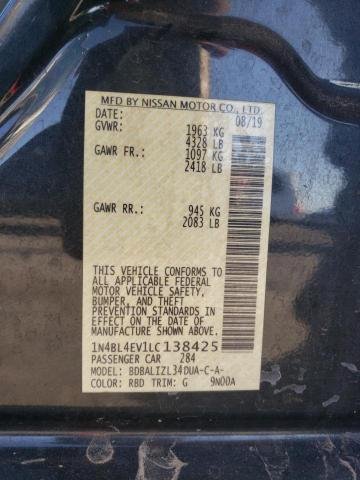 MFD BY NISSAN MOTOR CO., LTD.
DATE: 08/19
GVWR: 1963 KG
4328 LB
GAWR FR.: 1097 KG
2418 LB
GAWR RR.: 945 KG
2083 LB
THIS VEHICLE CONFORMS TO
ALL APPLICABLE FEDERAL
MOTOR VEHICLE SAFETY,
BUMPER, AND THEFT
PREVENTION STANDARDS
IN EFFECT ON THE DATE OF
MANUFACTURE SHOWN ABOVE.
1N4BL4EV1LC138425
PASSENGER CAR 284
MODEL: BDBALIZL34DUA-C-A-
COLOR: RBD TRIM: G 9N00A